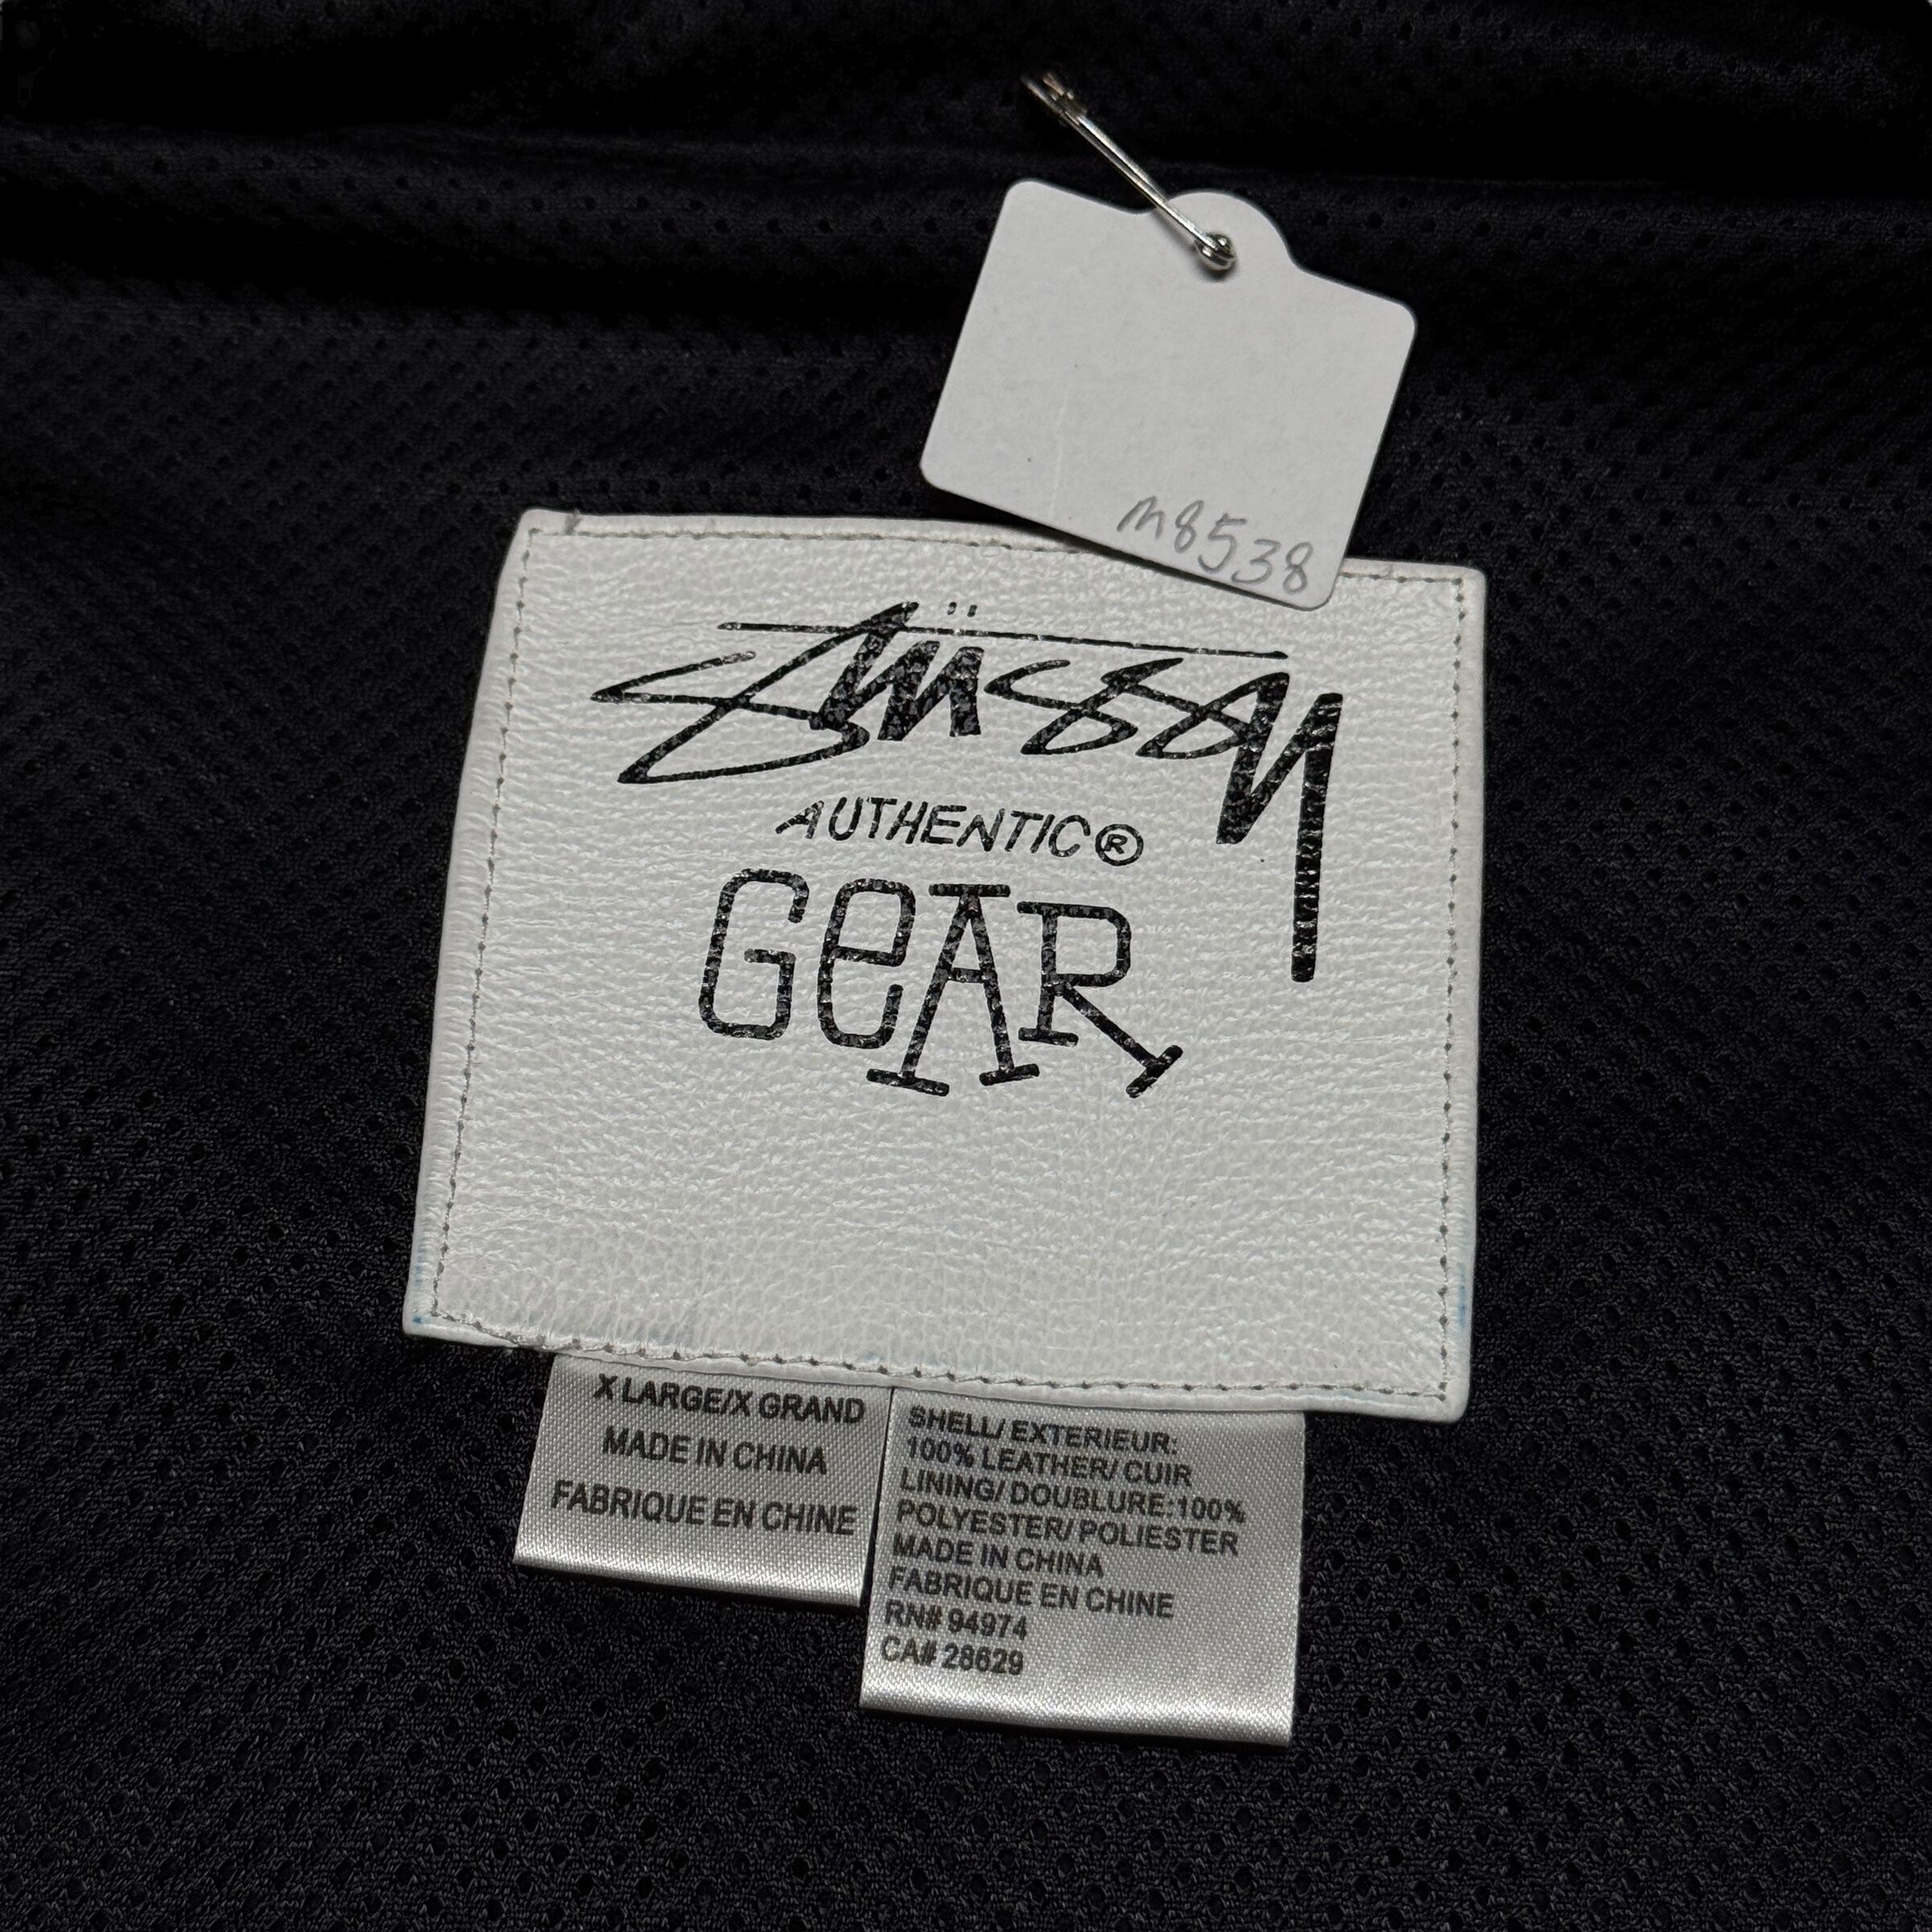 m8538
Stüssy
AUTHENTIC®
GeAR
X LARGE/X GRAND
MADE IN CHINA
FABRIQUE EN CHINE
SHELL/ EXTERIEUR:
100% LEATHER/ CUIR
LINING/ DOUBLURE:100%
POLYESTER/ POLIESTER
MADE IN CHINA
FABRIQUE EN CHINE
RN# 94974
CA# 28629